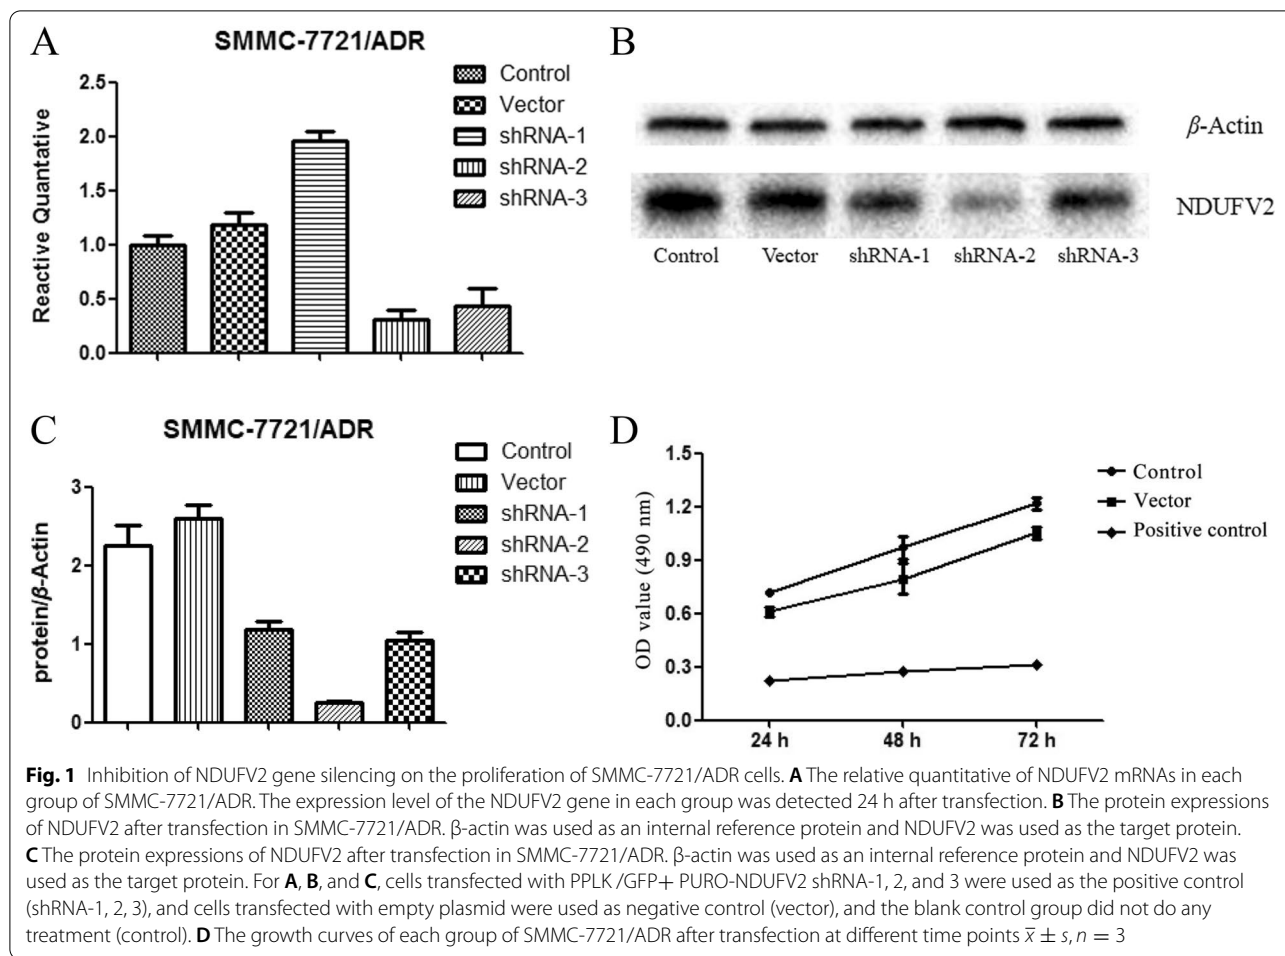 A
SMMC-7721/ADR
Reactive Quantative
2.5
2.0
1.5
1.0
0.5
0.0
Control
Vector
shRNA-1
shRNA-2
shRNA-3
B
β-Actin
NDUFV2
Control Vector shRNA-1 shRNA-2 shRNA-3
C
SMMC-7721/ADR
protein/β-Actin
3
2
1
0
Control
Vector
shRNA-1
shRNA-2
shRNA-3
D
OD value (490 nm)
1.5
1.2
0.9
0.6
0.3
0.0
24 h 48 h 72 h
Control
Vector
Positive control
Fig. 1 Inhibition of NDUFV2 gene silencing on the proliferation of SMMC-7721/ADR cells. A The relative quantitative of NDUFV2 mRNAs in each
group of SMMC-7721/ADR. The expression level of the NDUFV2 gene in each group was detected 24 h after transfection. B The protein expressions
of NDUFV2 after transfection in SMMC-7721/ADR. β-actin was used as an internal reference protein and NDUFV2 was used as the target protein.
C The protein expressions of NDUFV2 after transfection in SMMC-7721/ADR. β-actin was used as an internal reference protein and NDUFV2 was
used as the target protein. For A, B, and C, cells transfected with PPLK /GFP+ PURO-NDUFV2 shRNA-1, 2, and 3 were used as the positive control
(shRNA-1, 2, 3), and cells transfected with empty plasmid were used as negative control (vector), and the blank control group did not do any
treatment (control). D The growth curves of each group of SMMC-7721/ADR after transfection at different time points x̅ ± s, n = 3